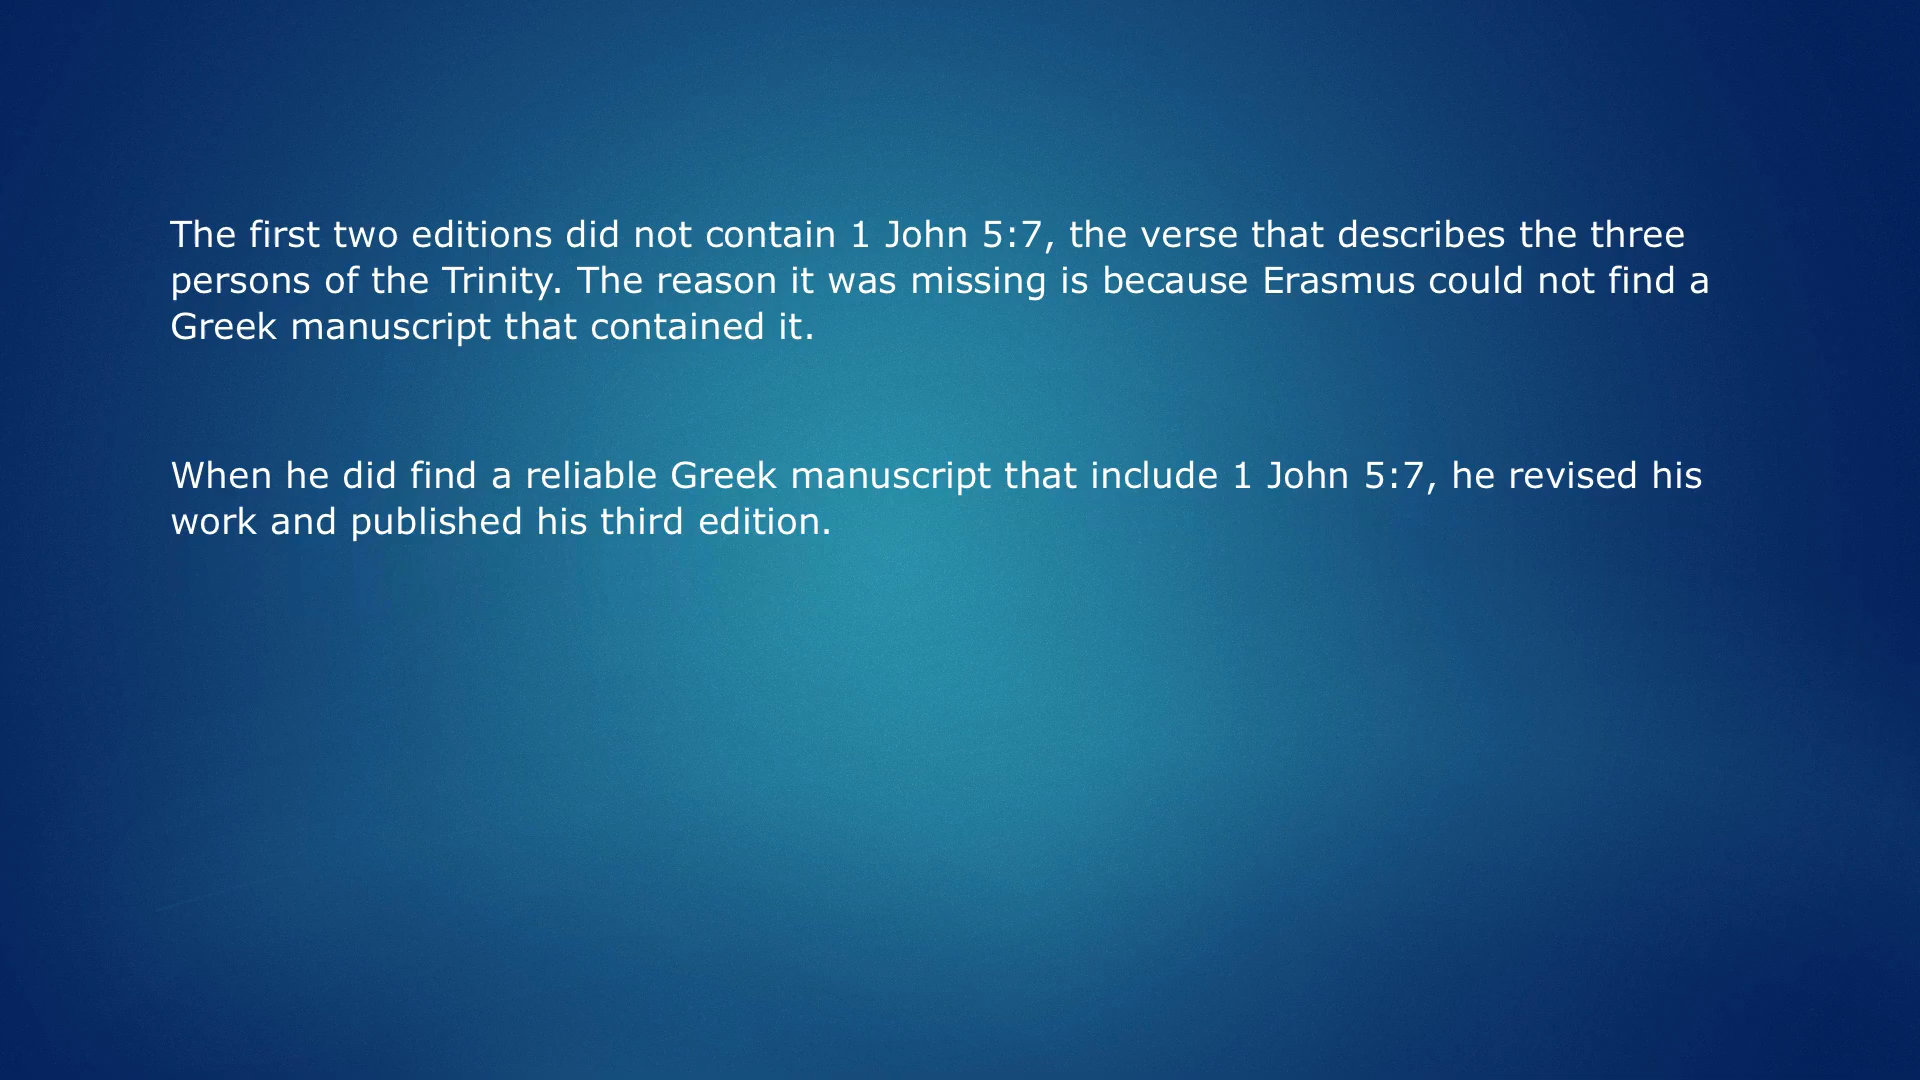 The first two editions did not contain 1 John 5:7, the verse that describes the three
persons of the Trinity. The reason it was missing is because Erasmus could not find a
Greek manuscript that contained it.
When he did find a reliable Greek manuscript that include 1 John 5:7, he revised his
work and published his third edition.